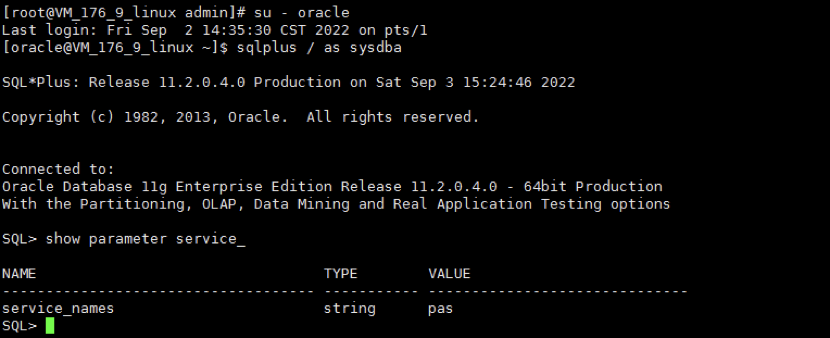 [root@VM_176_9_linux admin]# su - oracle
Last login: Fri Sep  2 14:35:30 CST 2022 on pts/1
[oracle@VM_176_9_linux ~]$ sqlplus / as sysdba
SQL*Plus: Release 11.2.0.4.0 Production on Sat Sep 3 15:24:46 2022
Copyright (c) 1982, 2013, Oracle.  All rights reserved.
Connected to:
Oracle Database 11g Enterprise Edition Release 11.2.0.4.0 - 64bit Production
With the Partitioning, OLAP, Data Mining and Real Application Testing options
SQL> show parameter service_
NAME                                 TYPE        VALUE
------------------------------------ ----------- ------------------------------
service_names                        string      pas
SQL>